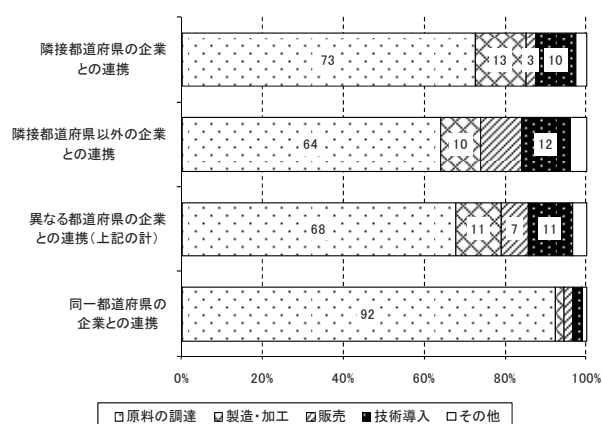 隣接都道府県の企業
との連携
73
13
3
10
隣接都道府県以外の企業
との連携
64
10
12
異なる都道府県の企業
との連携(上記の計)
68
11
7
11
同一都道府県の
企業との連携
92
0%
20%
40%
60%
80%
100%
原料の調達 製造・加工 販売 技術導入 その他